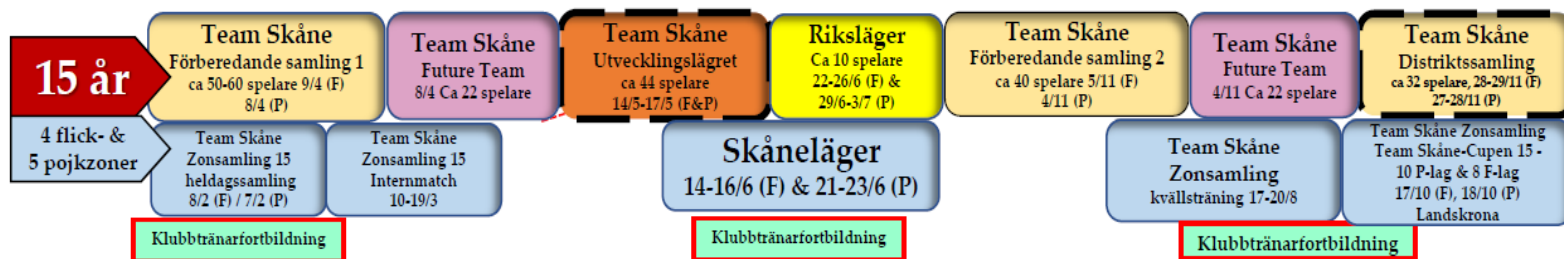 15 år
Team Skåne
Förberedande samling 1
ca 50-60 spelare 9/4 (F)
8/4 (P)
Team Skåne
Future Team
8/4 Ca 22 spelare
Team Skåne
Utvecklingslägret
ca 44 spelare
14/5-17/5 (F&P)
Riksläger
Ca 10 spelare
22-26/6 (F) &
29/6-3/7 (P)
Team Skåne
Förberedande samling 2
ca 40 spelare 5/11 (F)
4/11 (P)
Team Skåne
Future Team
4/11 Ca 22 spelare
Team Skåne
Distriktssamling
ca 32 spelare, 28-29/11 (F)
27-28/11 (P)
4 flick- &
5 pojkzoner
Team Skåne
Zonsamling 15
heldagssamling
8/2 (F) / 7/2 (P)
Team Skåne
Zonsamling 15
Internmatch
10-19/3
Skåneläger
14-16/6 (F) & 21-23/6 (P)
Team Skåne
Zonsamling
kvällsträning 17-20/8
Team Skåne Zonsamling
Team Skåne-Cupen 15 -
10 P-lag & 8 F-lag
17/10 (F), 18/10 (P)
Landskrona
Klubbtränarfortbildning
Klubbtränarfortbildning
Klubbtränarfortbildning